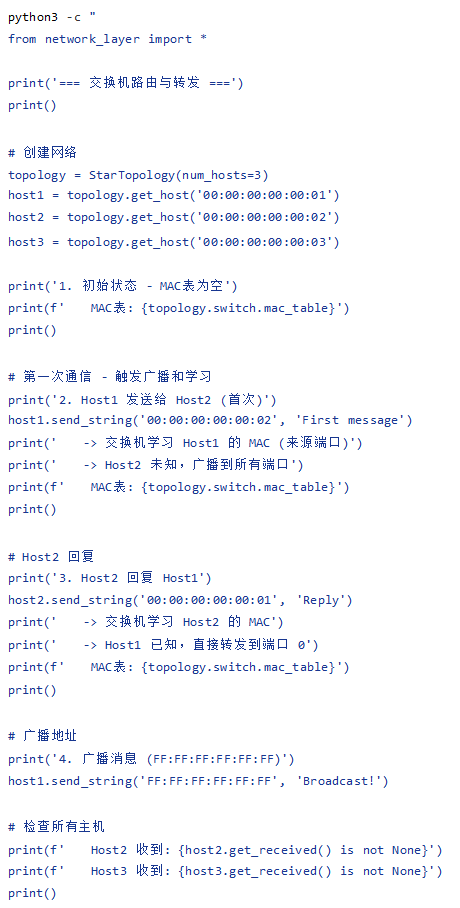 python3 -c "
from network_layer import *
print('=== 交换机路由与转发 ===')
print()
# 创建网络
topology = StarTopology(num_hosts=3)
host1 = topology.get_host('00:00:00:00:00:01')
host2 = topology.get_host('00:00:00:00:00:02')
host3 = topology.get_host('00:00:00:00:00:03')
print('1. 初始状态 - MAC表为空')
print(f'   MAC表: {topology.switch.mac_table}')
print()
# 第一次通信 - 触发广播和学习
print('2. Host1 发送给 Host2 (首次)')
host1.send_string('00:00:00:00:00:02', 'First message')
print('   -> 交换机学习 Host1 的 MAC (来源端口)')
print('   -> Host2 未知，广播到所有端口')
print(f'   MAC表: {topology.switch.mac_table}')
print()
# Host2 回复
print('3. Host2 回复 Host1')
host2.send_string('00:00:00:00:00:01', 'Reply')
print('   -> 交换机学习 Host2 的 MAC')
print('   -> Host1 已知，直接转发到端口 0')
print(f'   MAC表: {topology.switch.mac_table}')
print()
# 广播地址
print('4. 广播消息 (FF:FF:FF:FF:FF:FF)')
host1.send_string('FF:FF:FF:FF:FF:FF', 'Broadcast!')
# 检查所有主机
print(f'   Host2 收到: {host2.get_received() is not None}')
print(f'   Host3 收到: {host3.get_received() is not None}')
print()